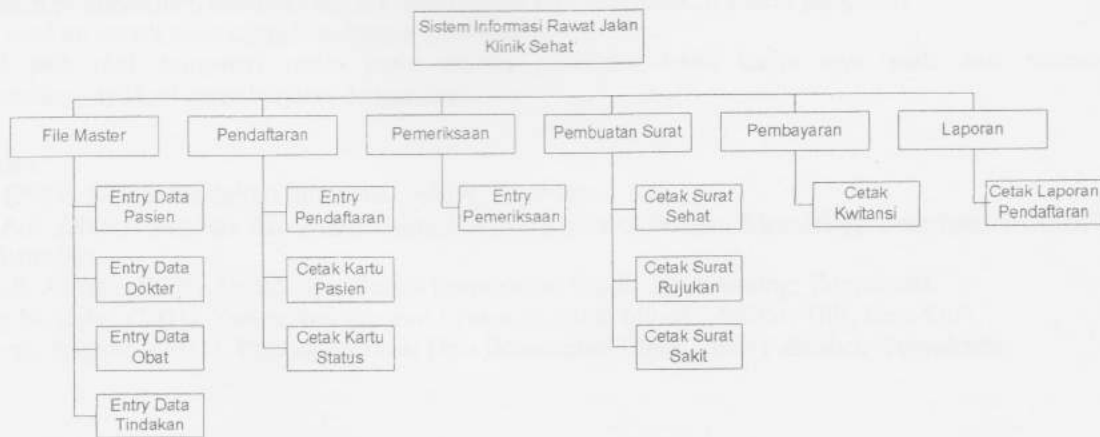 Sistem Informasi Rawat Jalan
Klinik Sehat
File Master
Pendaftaran
Pemeriksaan
Pembuatan Surat
Pembayaran
Laporan
Entry Data
Pasien
Entry
Pendaftaran
Entry
Pemeriksaan
Cetak Surat
Sehat
Cetak
Kwitansi
Cetak Laporan
Pendaftaran
Entry Data
Dokter
Cetak Kartu
Pasien
Cetak Surat
Rujukan
Entry Data
Obat
Cetak Kartu
Status
Cetak Surat
Sakit
Entry Data
Tindakan